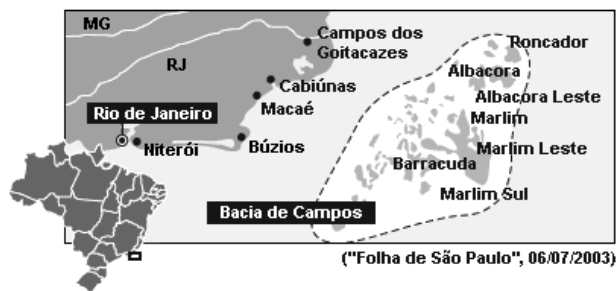 MG
Campos dos
Goitacazes
Roncador
RJ
Albacora
Cabiúnas
Albacora Leste
Macaé
Rio de Janeiro
Marlim
Niterói
Búzios
Marlim Leste
Barracuda
Marlim Sul
Bacia de Campos
("Folha de São Paulo", 06/07/2003)